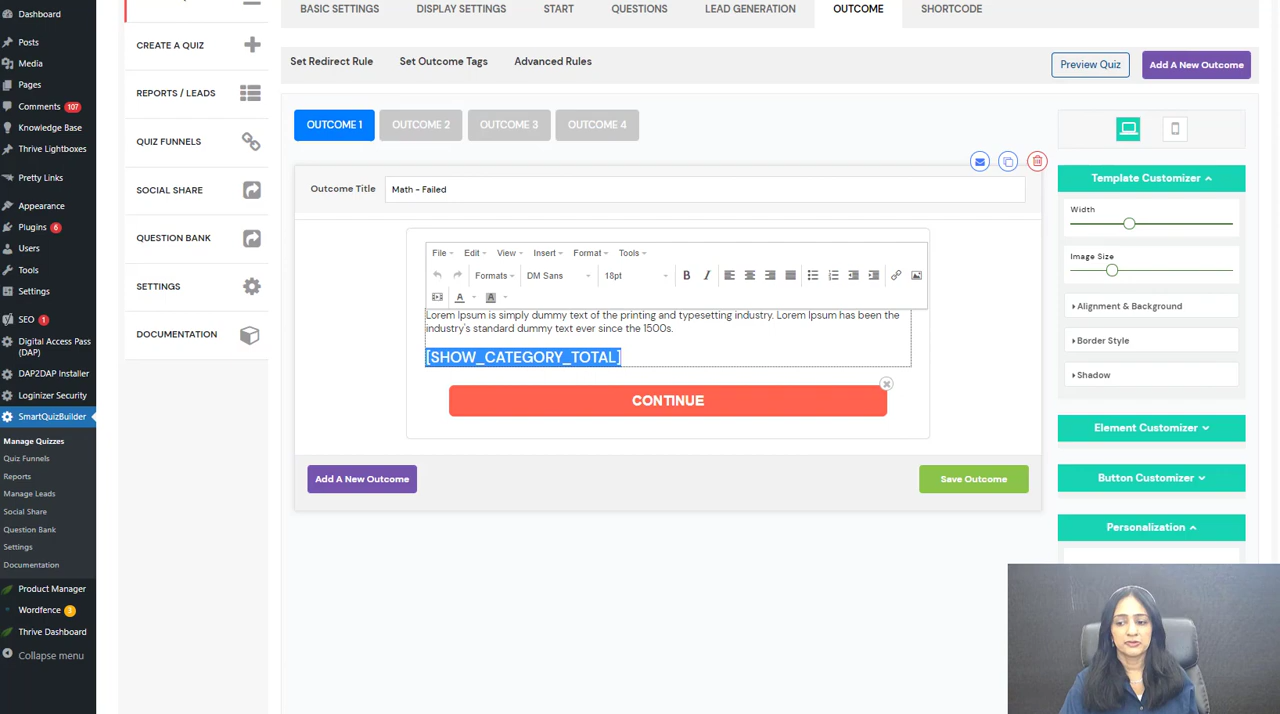 Dashboard
Posts
Media
Pages
Comments 107
Knowledge Base
Thrive Lightboxes
Pretty Links
Appearance
Plugins 6
Users
Tools
Settings
SEO 1
Digital Access Pass
(DAP)
DAP2DAP Installer
Loginizer Security
SmartQuizBuilder
Manage Quizzes
Quiz Funnels
Reports
Manage Leads
Social Share
Question Bank
Settings
Documentation
Product Manager
Wordfence 3
Thrive Dashboard
Collapse menu
CREATE A QUIZ
REPORTS / LEADS
QUIZ FUNNELS
SOCIAL SHARE
QUESTION BANK
SETTINGS
DOCUMENTATION
BASIC SETTINGS DISPLAY SETTINGS START QUESTIONS LEAD GENERATION OUTCOME SHORTCODE
Set Redirect Rule Set Outcome Tags Advanced Rules Preview Quiz Add A New Outcome
OUTCOME 1 OUTCOME 2 OUTCOME 3 OUTCOME 4
Outcome Title Math - Failed
File Edit View Insert Format Tools
Formats DM Sans 18pt B I
A A
Lorem Ipsum is simply dummy text of the printing and typesetting industry. Lorem Ipsum has been the
industry's standard dummy text ever since the 1500s.
[SHOW_CATEGORY_TOTAL]
CONTINUE
Add A New Outcome Save Outcome
Template Customizer
Width
Image Size
Alignment & Background
Border Style
Shadow
Element Customizer
Button Customizer
Personalization